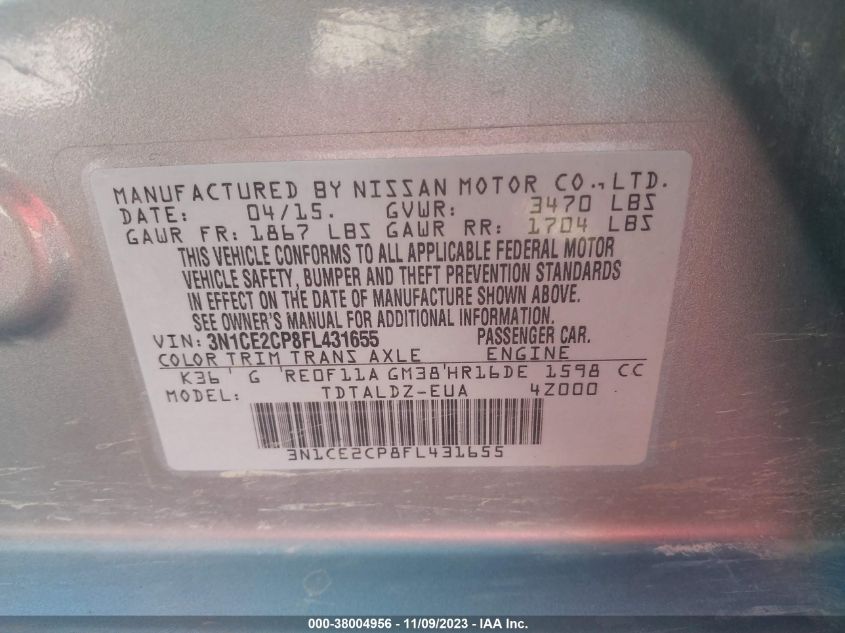 MANUFACTURED BY NISSAN MOTOR CO., LTD.
DATE: 04/15. GVWR: 3470 LBS
GAWR FR: 1867 LBS GAWR RR: 1704 LBS
THIS VEHICLE CONFORMS TO ALL APPLICABLE FEDERAL MOTOR
VEHICLE SAFETY, BUMPER AND THEFT PREVENTION STANDARDS
IN EFFECT ON THE DATE OF MANUFACTURE SHOWN ABOVE.
SEE OWNER'S MANUAL FOR ADDITIONAL INFORMATION.
VIN: 3N1CE2CP8FL431655 PASSENGER CAR.
COLOR TRIM TRANS AXLE ENGINE
K36 G RE0F11A GM38 HR16DE 1598 CC
MODEL: TDTALDZ-EUA 4Z000
3N1CE2CP8FL431655
000-38004956 - 11/09/2023 - IAA Inc.